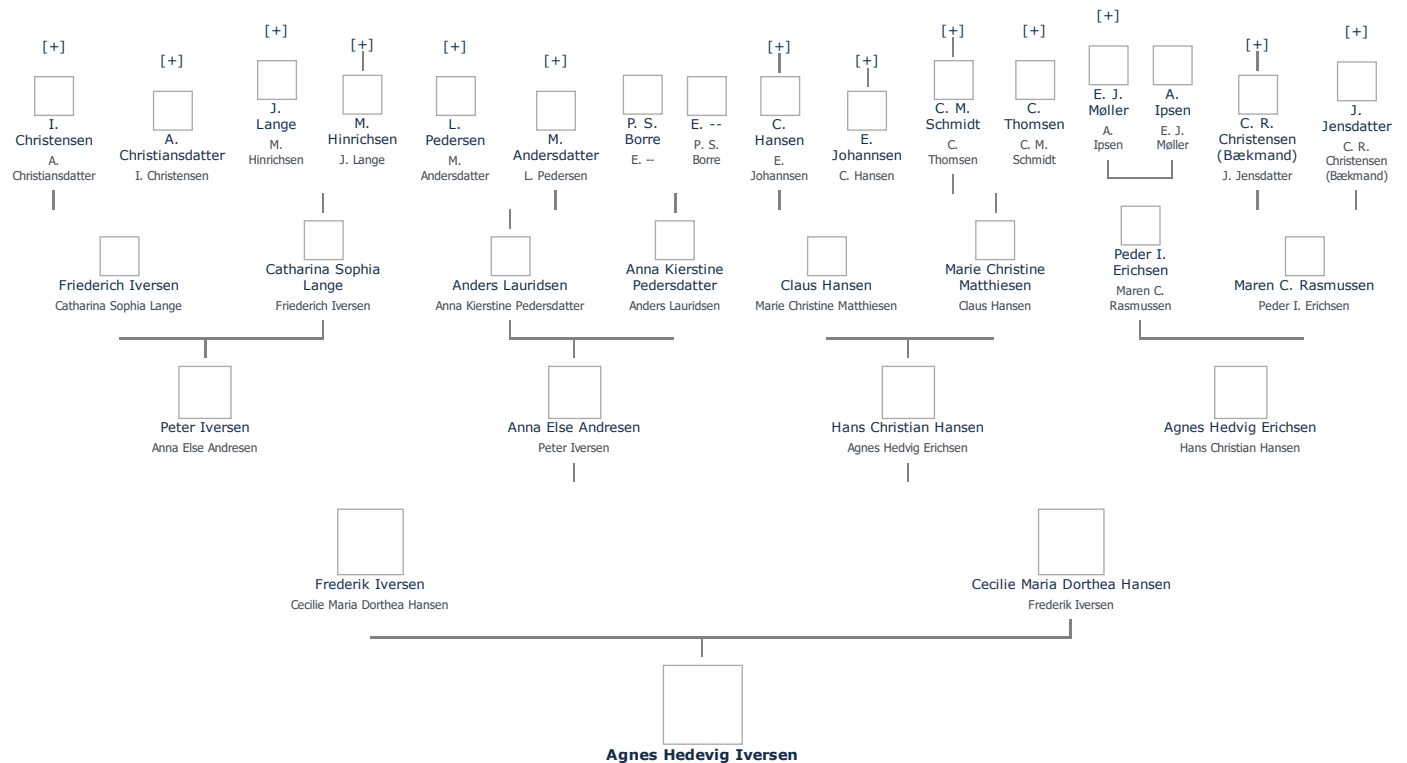 [+]
I.
Christensen
A.
Christiansdatter
[+]
A.
Christiansdatter
I. Christensen
[+]
J.
Lange
M.
Hinrichsen
[+]
M.
Hinrichsen
J. Lange
[+]
L.
Pedersen
M.
Andersdatter
[+]
M.
Andersdatter
L. Pedersen
P. S.
Borre
E. --
E. --
P. S.
Borre
[+]
C.
Hansen
E.
Johannsen
[+]
E.
Johannsen
C. Hansen
[+]
C. M.
Schmidt
C.
Thomsen
[+]
C.
Thomsen
C. M.
Schmidt
[+]
E. J.
Møller
A.
Ipsen
A.
Ipsen
E. J.
Møller
[+]
C. R.
Christensen
(Bækmand)
J. Jensdatter
[+]
J.
Jensdatter
C. R.
Christensen
(Bækmand)
Friederich Iversen
Catharina Sophia Lange
Catharina Sophia
Lange
Friederich Iversen
Anders Lauridsen
Anna Kierstine Pedersdatter
Anna Kierstine
Pedersdatter
Anders Lauridsen
Claus Hansen
Marie Christine Matthiesen
Marie Christine
Matthiesen
Claus Hansen
Peder I.
Erichsen
Maren C.
Rasmussen
Maren C. Rasmussen
Peder I. Erichsen
Peter Iversen
Anna Else Andresen
Anna Else Andresen
Peter Iversen
Hans Christian Hansen
Agnes Hedvig Erichsen
Agnes Hedvig Erichsen
Hans Christian Hansen
Frederik Iversen
Cecilie Maria Dorthea Hansen
Cecilie Maria Dorthea Hansen
Frederik Iversen
Agnes Hedevig Iversen